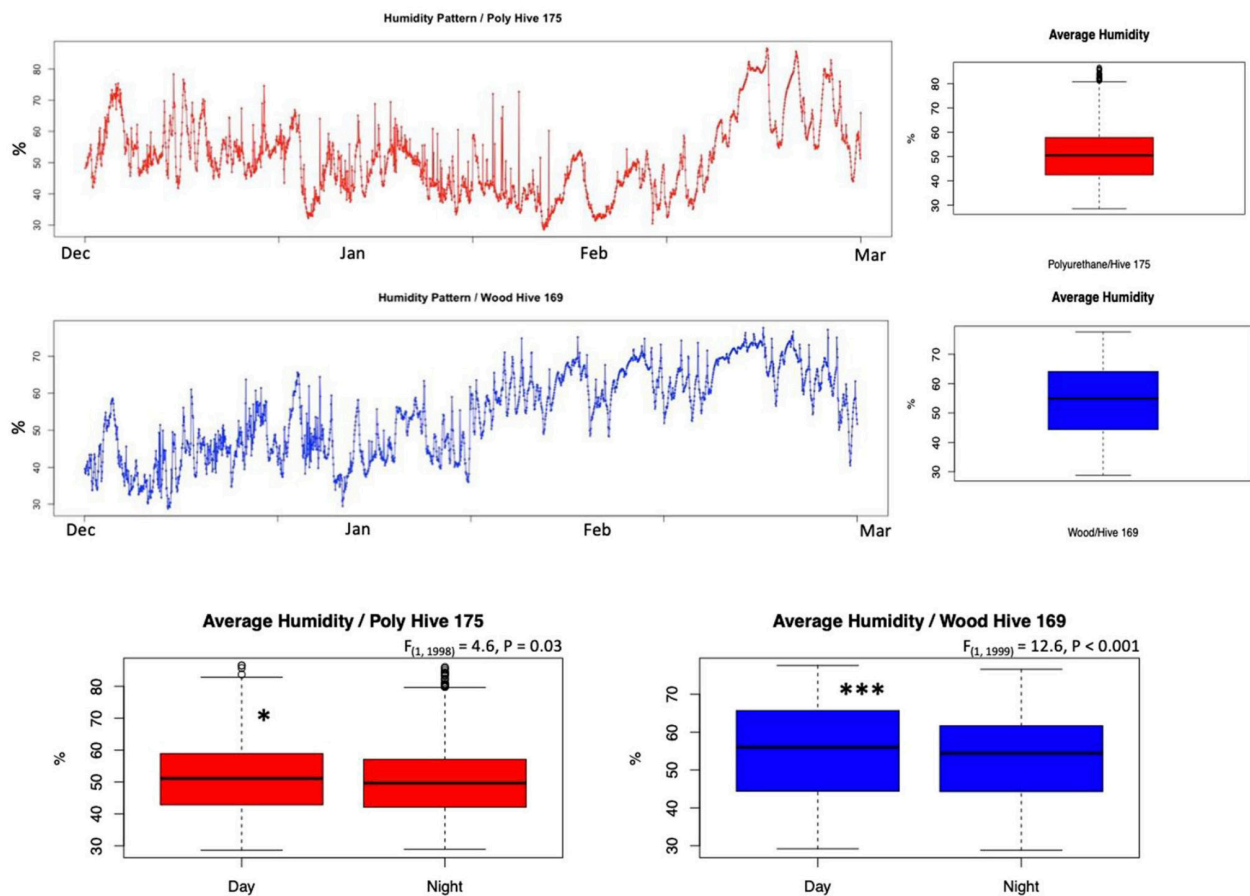 Humidity Pattern / Poly Hive 175
%
80
70
60
50
40
30
Dec Jan Feb Mar
Average Humidity
%
80
70
60
50
40
30
Polyurethane/Hive 175
Humidity Pattern / Wood Hive 169
%
70
60
50
40
30
Dec Jan Feb Mar
Average Humidity
%
70
60
50
40
30
Wood/Hive 169
Average Humidity / Poly Hive 175
F(1, 1998) = 4.6, P = 0.03
%
80
70
60
50
40
30
*
Day Night
Average Humidity / Wood Hive 169
F(1, 1999) = 12.6, P < 0.001
%
70
60
50
40
30
***
Day Night